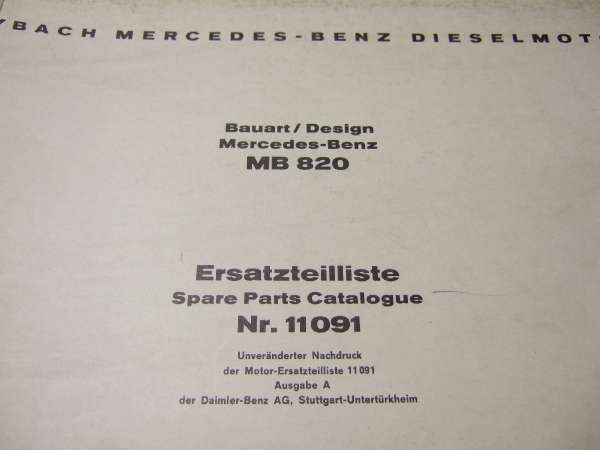 YBACH MERCEDES-BENZ DIESELMOTO
Bauart / Design
Mercedes-Benz
MB 820
Ersatzteilliste
Spare Parts Catalogue
Nr. 11091
Unveränderter Nachdruck
der Motor-Ersatzteilliste 11091
Ausgabe A
der Daimler-Benz AG, Stuttgart-Untertürkheim